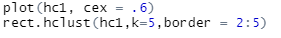 plot(hc1, cex = .6)
rect.hclust(hc1,k=5,border = 2:5)